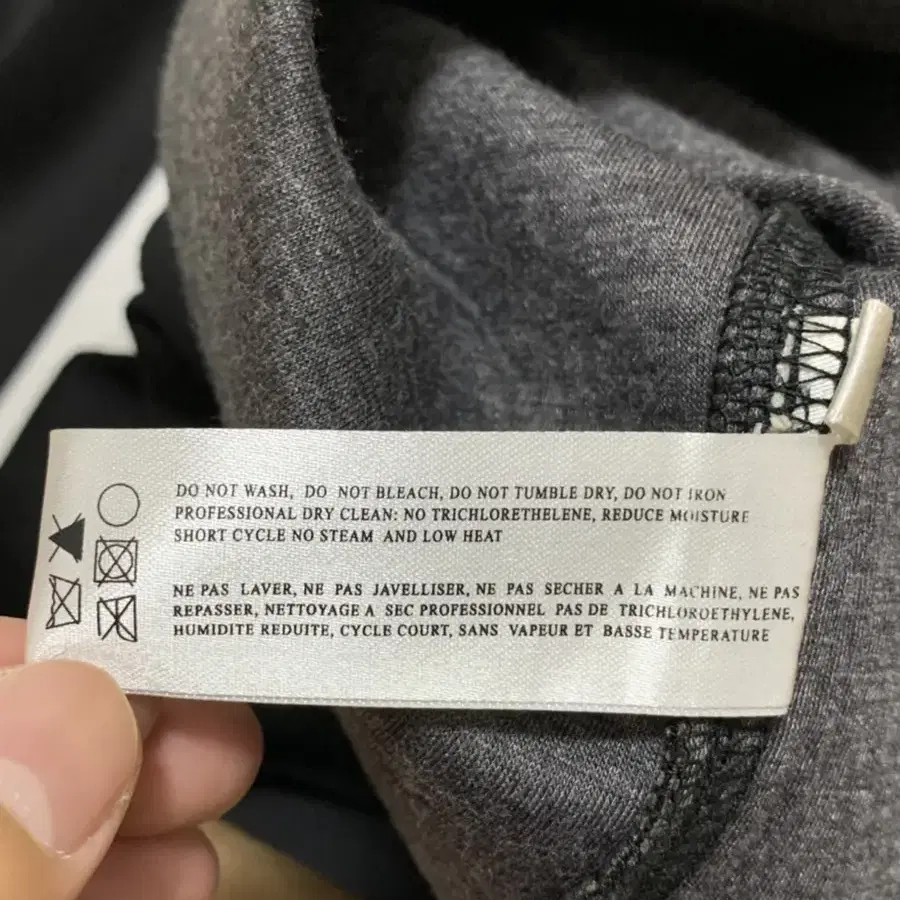 DO NOT WASH, DO NOT BLEACH, DO NOT TUMBLE DRY, DO NOT IRON
PROFESSIONAL DRY CLEAN: NO TRICHLORETHELENE, REDUCE MOISTURE
SHORT CYCLE NO STEAM AND LOW HEAT
NE PAS LAVER, NE PAS JAVELLISER, NE PAS SECHER A LA MACHINE, NE PAS
REPASSER, NETTOYAGE A SEC PROFESSIONNEL PAS DE TRICHLOROETHYLENE,
HUMIDITE REDUITE, CYCLE COURT, SANS VAPEUR ET BASSE TEMPERATURE